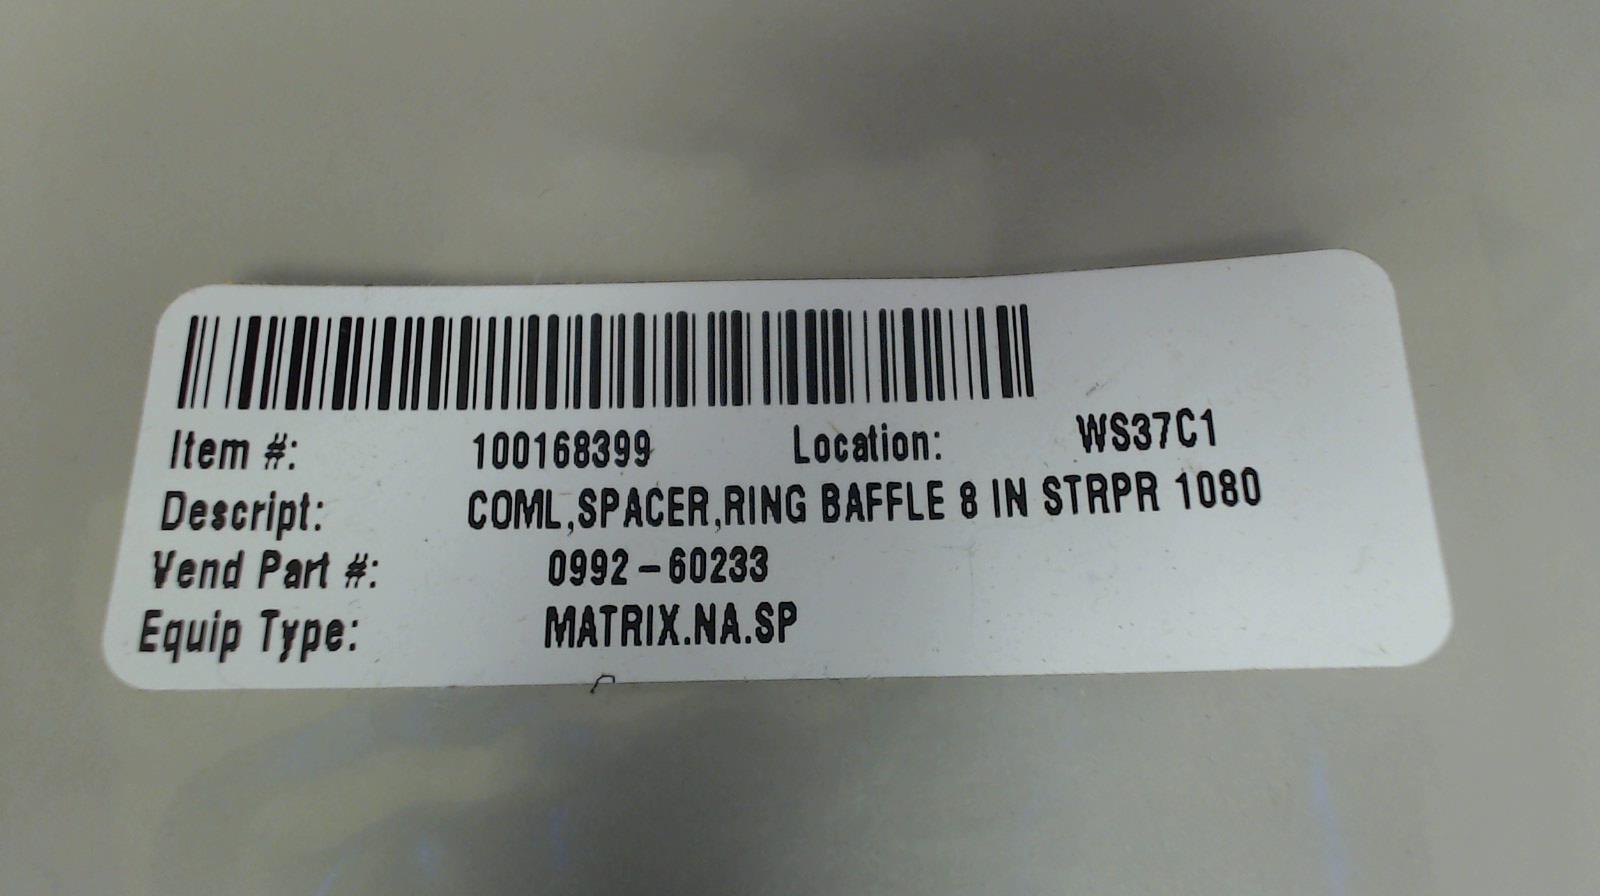 Item #: 100168399 Location: WS37C1
Descript: COML,SPACER,RING BAFFLE 8 IN STRPR 1080
Vend Part #: 0992-60233
Equip Type: MATRIX.NA.SP